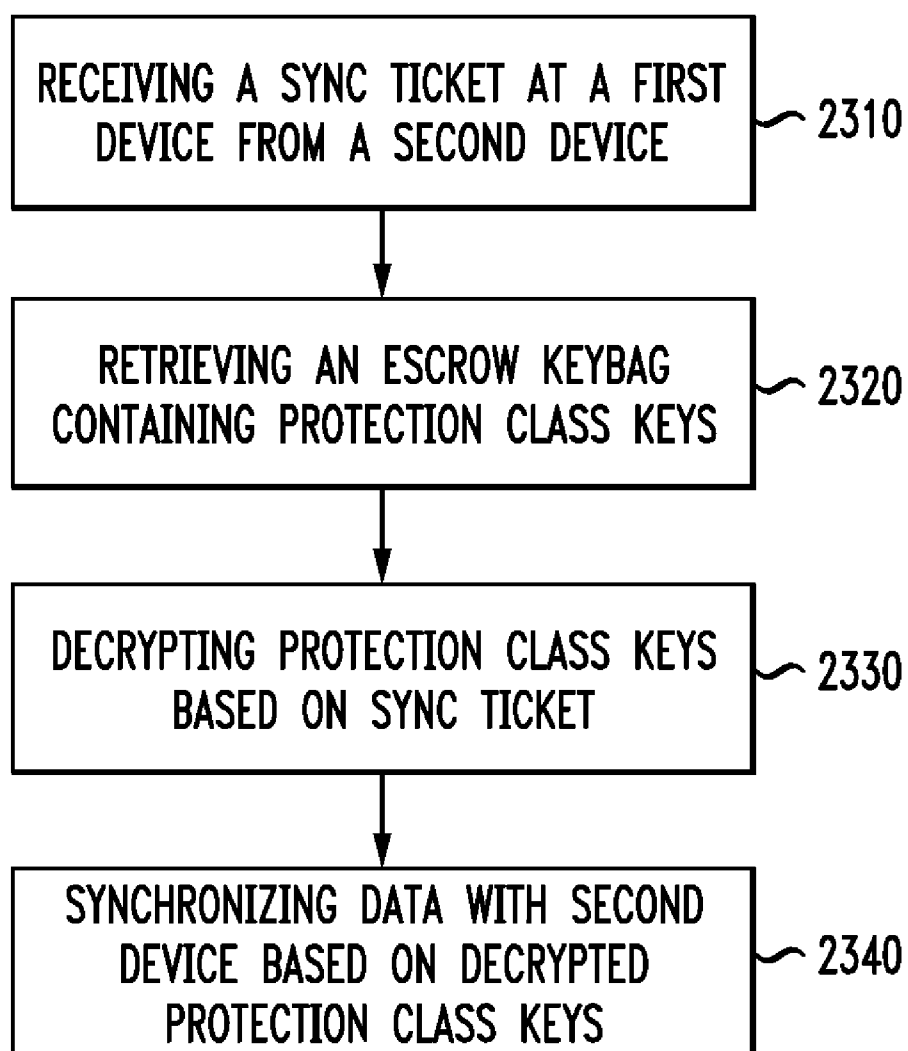 RECEIVING A SYNC TICKET AT A FIRST
DEVICE FROM A SECOND DEVICE
2310
RETRIEVING AN ESCROW KEYBAG
CONTAINING PROTECTION CLASS KEYS
2320
DECRYPTING PROTECTION CLASS KEYS
BASED ON SYNC TICKET
2330
SYNCHRONIZING DATA WITH SECOND
DEVICE BASED ON DECRYPTED
PROTECTION CLASS KEYS
2340